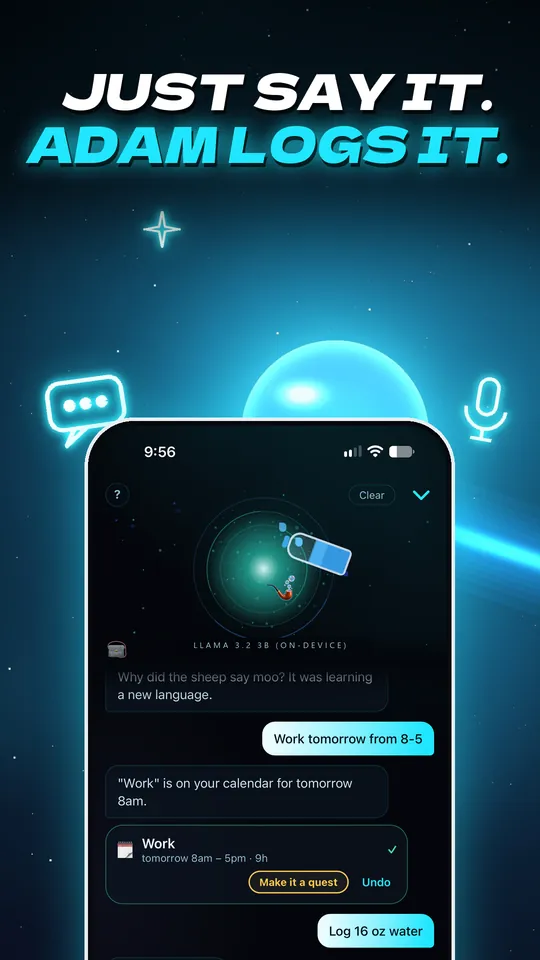 JUST SAY IT.
ADAM LOGS IT.
9:56
?
Clear
LLAMA 3.2 3B (ON-DEVICE)
Why did the sheep say moo? It was learning
a new language.
Work tomorrow from 8-5
"Work" is on your calendar for tomorrow
8am.
Work
tomorrow 8am – 5pm · 9h
Make it a quest
Undo
Log 16 oz water